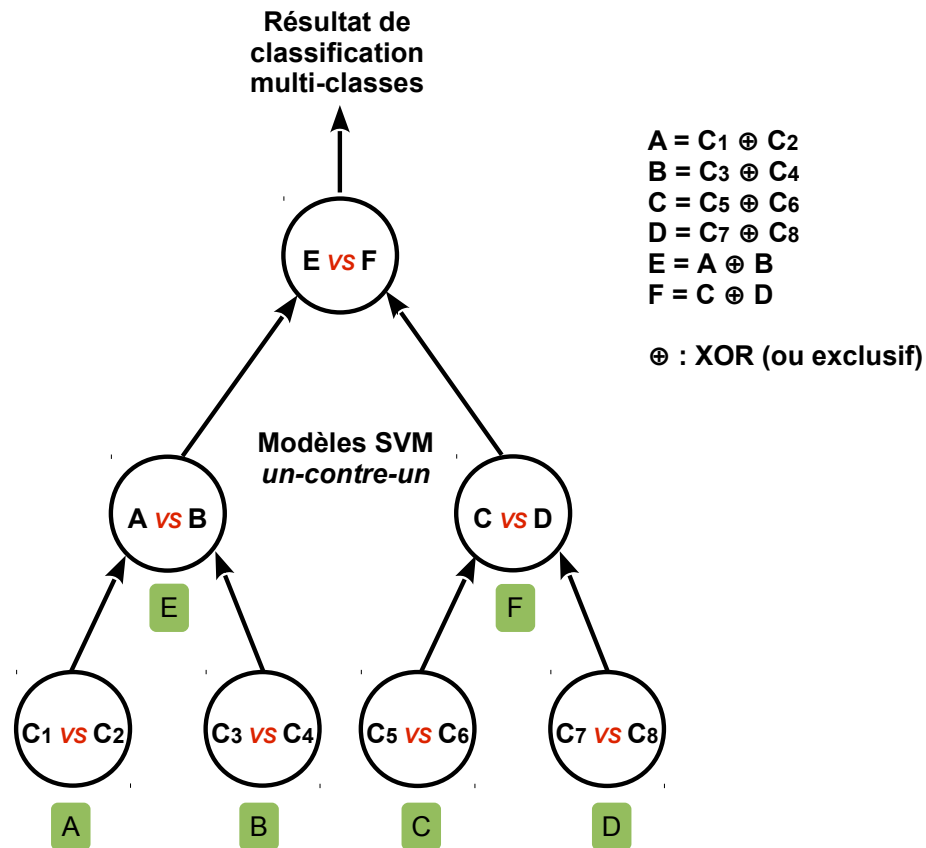 Résultat de
classification
multi-classes
A = C1 ⊕ C2
B = C3 ⊕ C4
C = C5 ⊕ C6
D = C7 ⊕ C8
E = A ⊕ B
F = C ⊕ D
⊕ : XOR (ou exclusif)
E vs F
Modèles SVM
un-contre-un
A vs B
C vs D
E
F
C1 vs C2
C3 vs C4
C5 vs C6
C7 vs C8
A
B
C
D